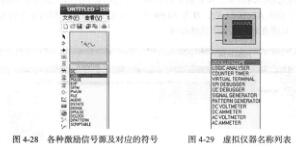 UNTITLED - ISIS
文件(F) 查看(V)
DC
SINE
PULSE
EXP
SFFM
PWLIN
FILE
AUDIO
DSTATE
DEDGE
DPULSE
DCLOCK
DPATTERN
SCRIPTABLE
图 4-28 各种激励信号源及对应的符号
OSCILLOSCOPE
LOGIC ANALYSER
COUNTER TIMER
VIRTUAL TERMINAL
SPI DEBUGGER
I2C DEBUGGER
SIGNAL GENERATOR
PATTERN GENERATOR
DC VOLTMETER
DC AMMETER
AC VOLTMETER
AC AMMETER
图 4-29 虚拟仪器名称列表